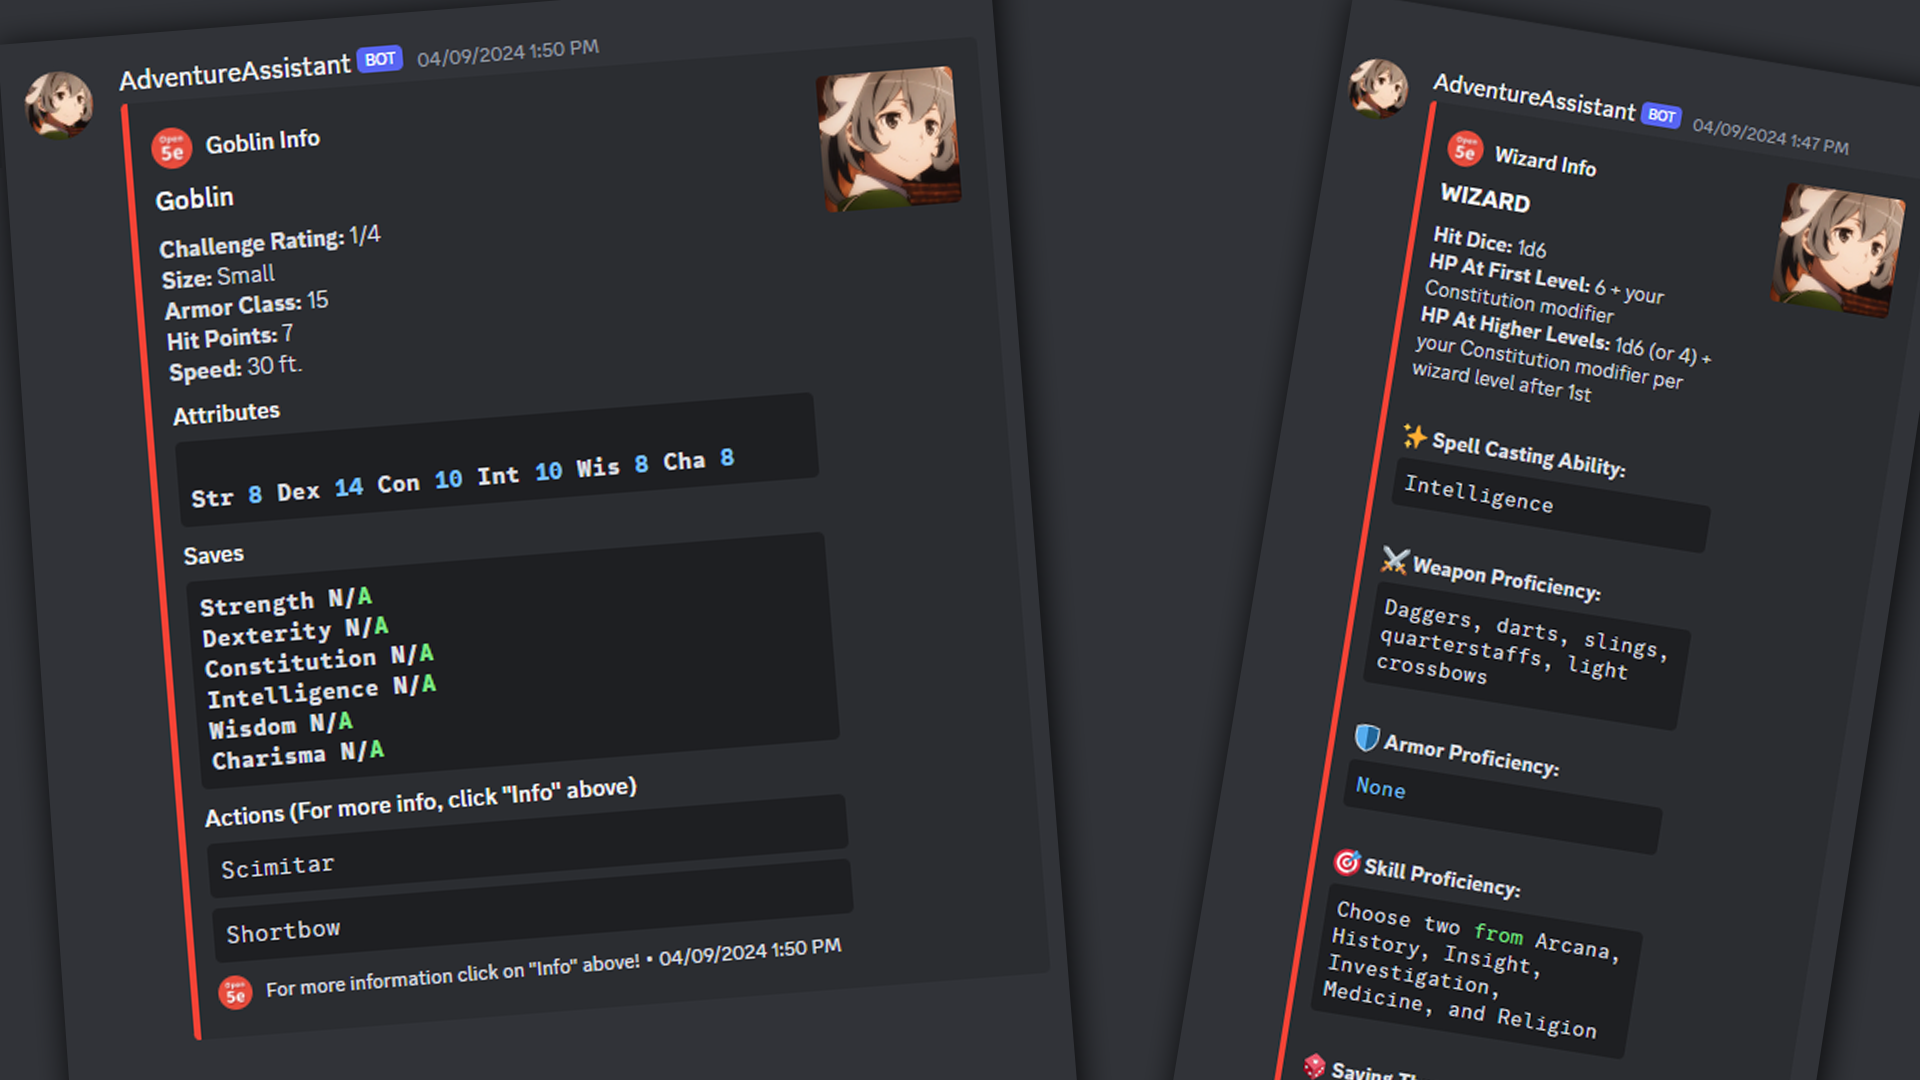 AdventureAssistant BOT 04/09/2024 1:50 PM
Open 5e Goblin Info
Goblin
Challenge Rating: 1/4
Size: Small
Armor Class: 15
Hit Points: 7
Speed: 30 ft.
Attributes
Str 8 Dex 14 Con 10 Int 10 Wis 8 Cha 8
Saves
Strength N/A
Dexterity N/A
Constitution N/A
Intelligence N/A
Wisdom N/A
Charisma N/A
Actions (For more info, click "Info" above)
Scimitar
Shortbow
Open 5e For more information click on "Info" above! • 04/09/2024 1:50 PM
AdventureAssistant BOT 04/09/2024 1:47 PM
Open 5e Wizard Info
WIZARD
Hit Dice: 1d6
HP At First Level: 6 + your
Constitution modifier
HP At Higher Levels: 1d6 (or 4) +
your Constitution modifier per
wizard level after 1st
Spell Casting Ability:
Intelligence
Weapon Proficiency:
Daggers, darts, slings,
quarterstaffs, light
crossbows
Armor Proficiency:
None
Skill Proficiency:
Choose two from Arcana,
History, Insight,
Investigation,
Medicine, and Religion
Saving